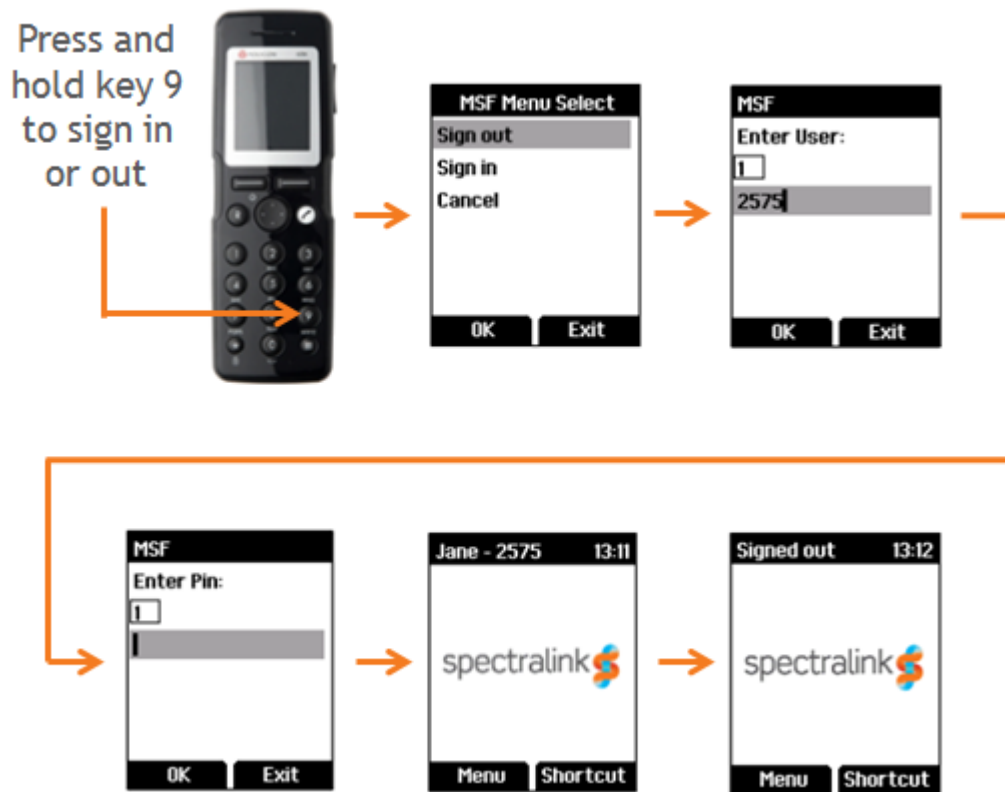 Press and
hold key 9
to sign in
or out
MSF Menu Select
Sign out
Sign in
Cancel
OK Exit
MSF
Enter User:
1
2575
OK Exit
MSF
Enter Pin:
1
OK Exit
Jane - 2575 13:11
spectralink
Menu Shortcut
Signed out 13:12
spectralink
Menu Shortcut